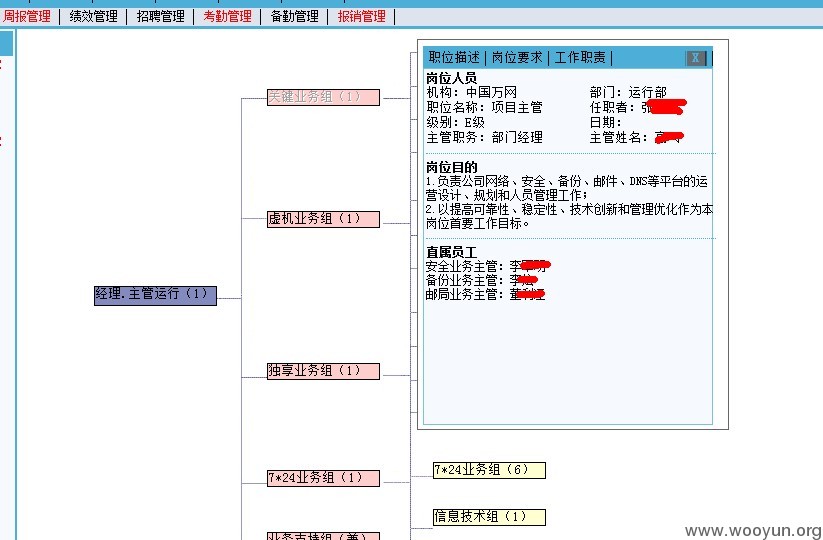 周报管理 | 绩效管理 | 招聘管理 | 考勤管理 | 备勤管理 | 报销管理 |
职位描述 | 岗位要求 | 工作职责 | X
岗位人员
机构：中国万网 部门：运行部
职位名称：项目主管 任职者：张
级别：E级 日期：
主管职务：部门经理 主管姓名：
岗位目的
1.负责公司网络、安全、备份、邮件、DNS等平台的运
营设计、规划和人员管理工作；
2.以提高可靠性、稳定性、技术创新和管理优化作为本
岗位首要工作目标。
直属员工
安全业务主管：李
备份业务主管：李
邮局业务主管：董
关键业务组（1）
虚机业务组（1）
经理.主管运行（1）
独享业务组（1）
7*24业务组（1）
7*24业务组（6）
信息技术组（1）
业务支持组（兼）
www.wooyun.org